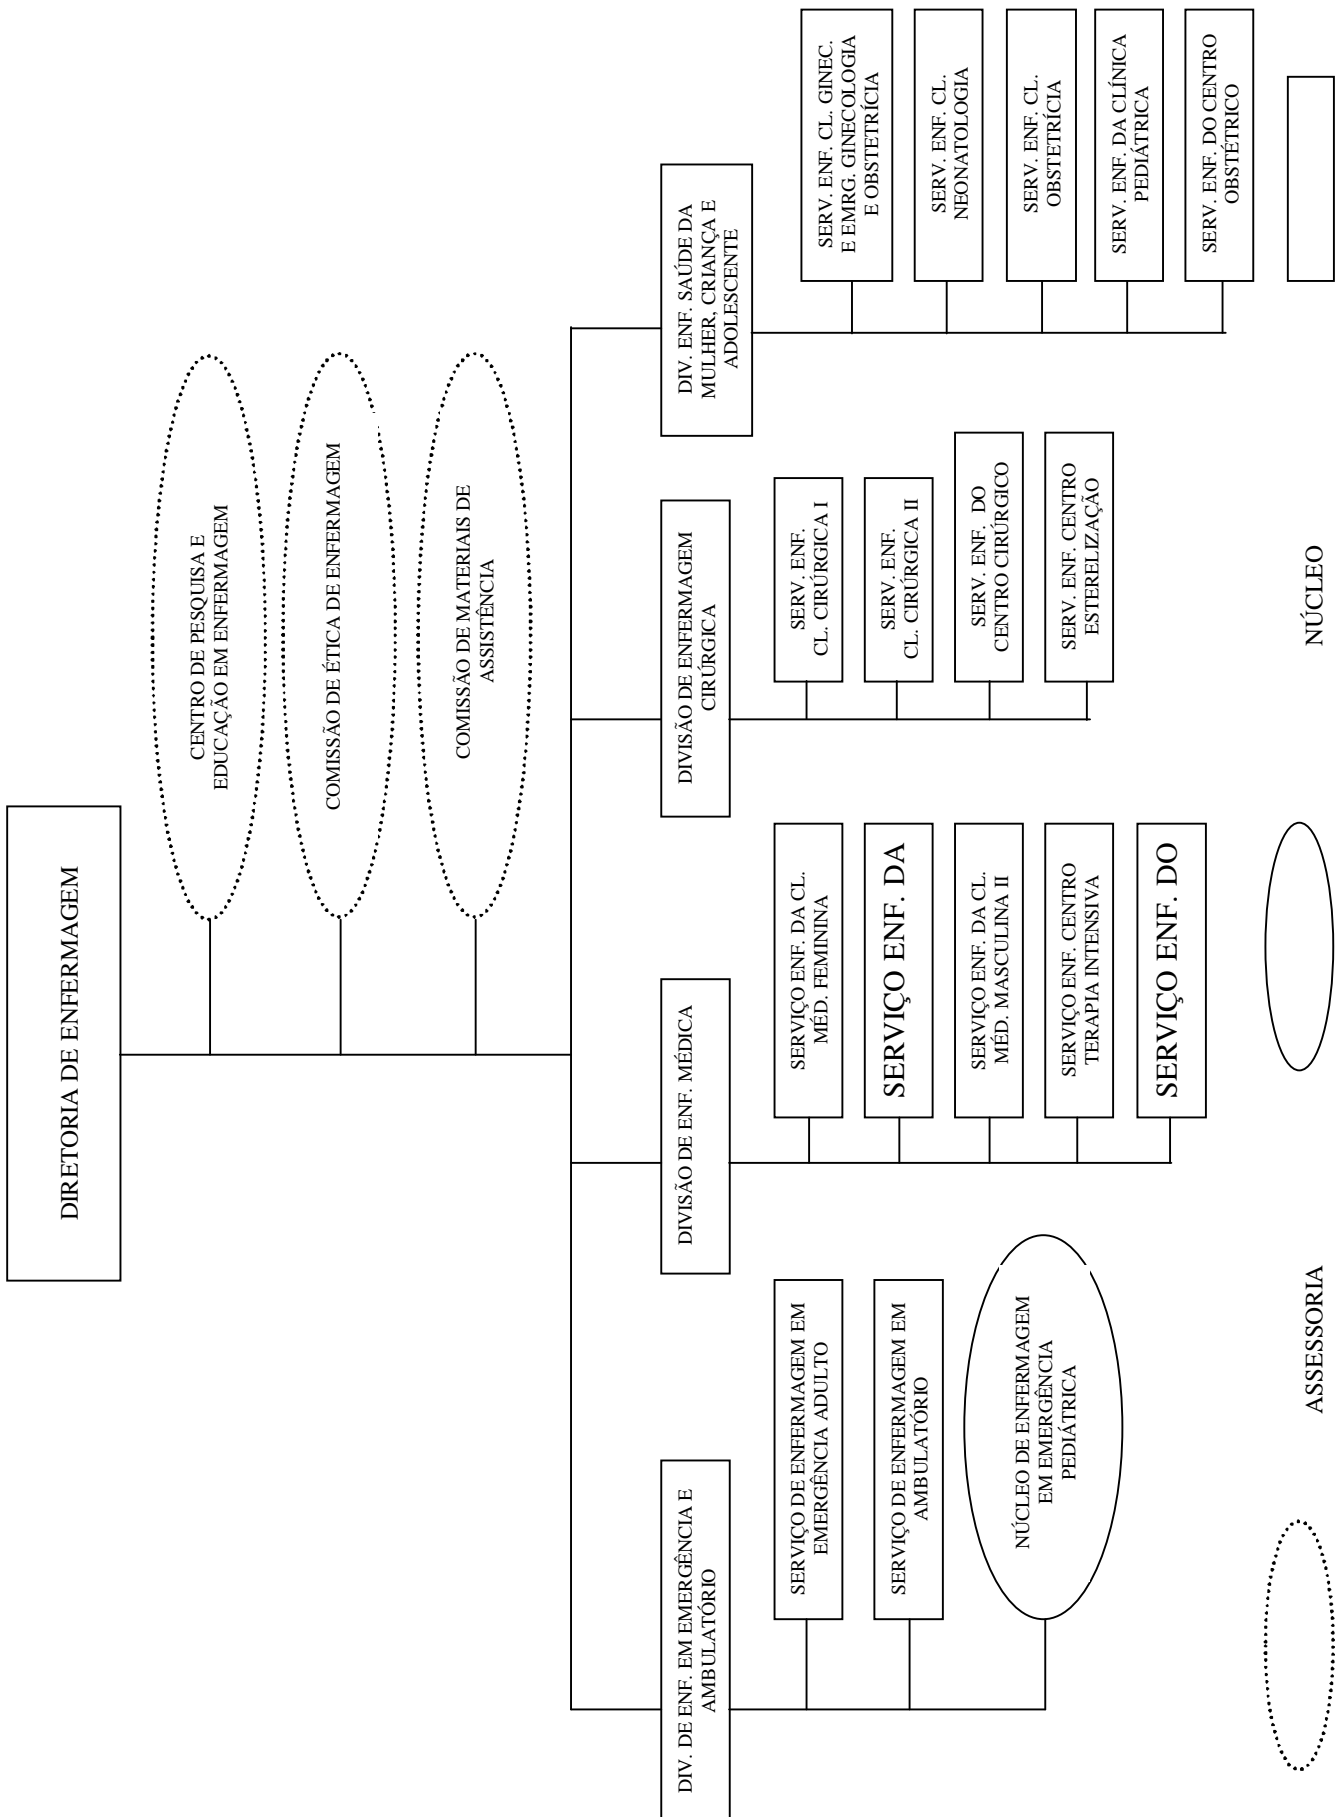 DIRETORIA DE ENFERMAGEM
CENTRO DE PESQUISA E
EDUCAÇÃO EM ENFERMAGEM
COMISSÃO DE ÉTICA DE ENFERMAGEM
COMISSÃO DE MATERIAIS DE
ASSISTÊNCIA
DIV. DE ENF. EM EMERGÊNCIA E
AMBULATÓRIO
SERVIÇO DE ENFERMAGEM EM
EMERGÊNCIA ADULTO
SERVIÇO DE ENFERMAGEM EM
AMBULATÓRIO
NÚCLEO DE ENFERMAGEM
EM EMERGÊNCIA
PEDIÁTRICA
DIVISÃO DE ENF. MÉDICA
SERVIÇO ENF. DA CL.
MÉD. FEMININA
SERVIÇO ENF. DA
SERVIÇO ENF. DA CL.
MÉD. MASCULINA II
SERVIÇO ENF. CENTRO
TERAPIA INTENSIVA
SERVIÇO ENF. DO
DIVISÃO DE ENFERMAGEM
CIRÚRGICA
SERV. ENF.
CL. CIRÚRGICA I
SERV. ENF.
CL. CIRÚRGICA II
SERV. ENF. DO
CENTRO CIRÚRGICO
SERV. ENF. CENTRO
ESTERELIZAÇÃO
DIV. ENF. SAÚDE DA
MULHER, CRIANÇA E
ADOLESCENTE
SERV. ENF. CL. GINEC.
E EMRG. GINECOLOGIA
E OBSTETRÍCIA
SERV. ENF. CL.
NEONATOLOGIA
SERV. ENF. CL.
OBSTETRÍCIA
SERV. ENF. DA CLÍNICA
PEDIÁTRICA
SERV. ENF. DO CENTRO
OBSTÉTRICO
ASSESSORIA
NÚCLEO